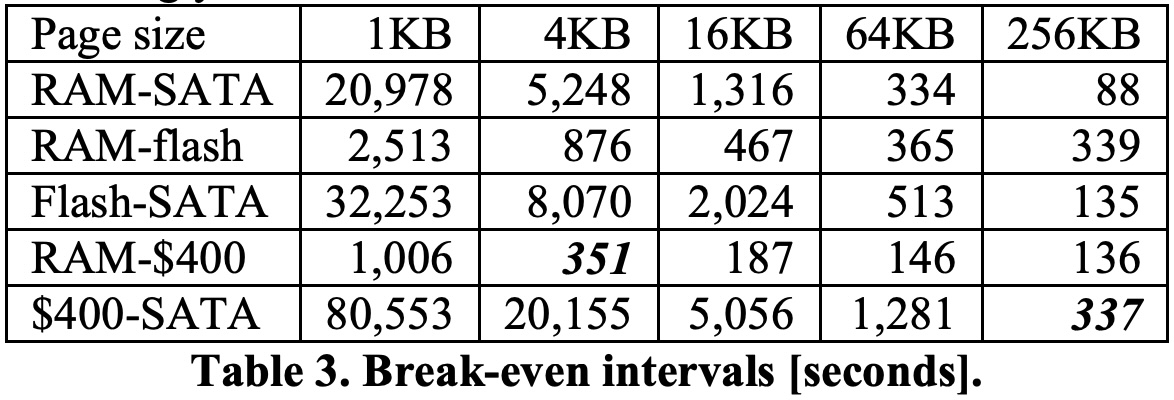 Page size 1KB 4KB 16KB 64KB 256KB
RAM-SATA 20,978 5,248 1,316 334 88
RAM-flash 2,513 876 467 365 339
Flash-SATA 32,253 8,070 2,024 513 135
RAM-$400 1,006 351 187 146 136
$400-SATA 80,553 20,155 5,056 1,281 337
Table 3. Break-even intervals [seconds].